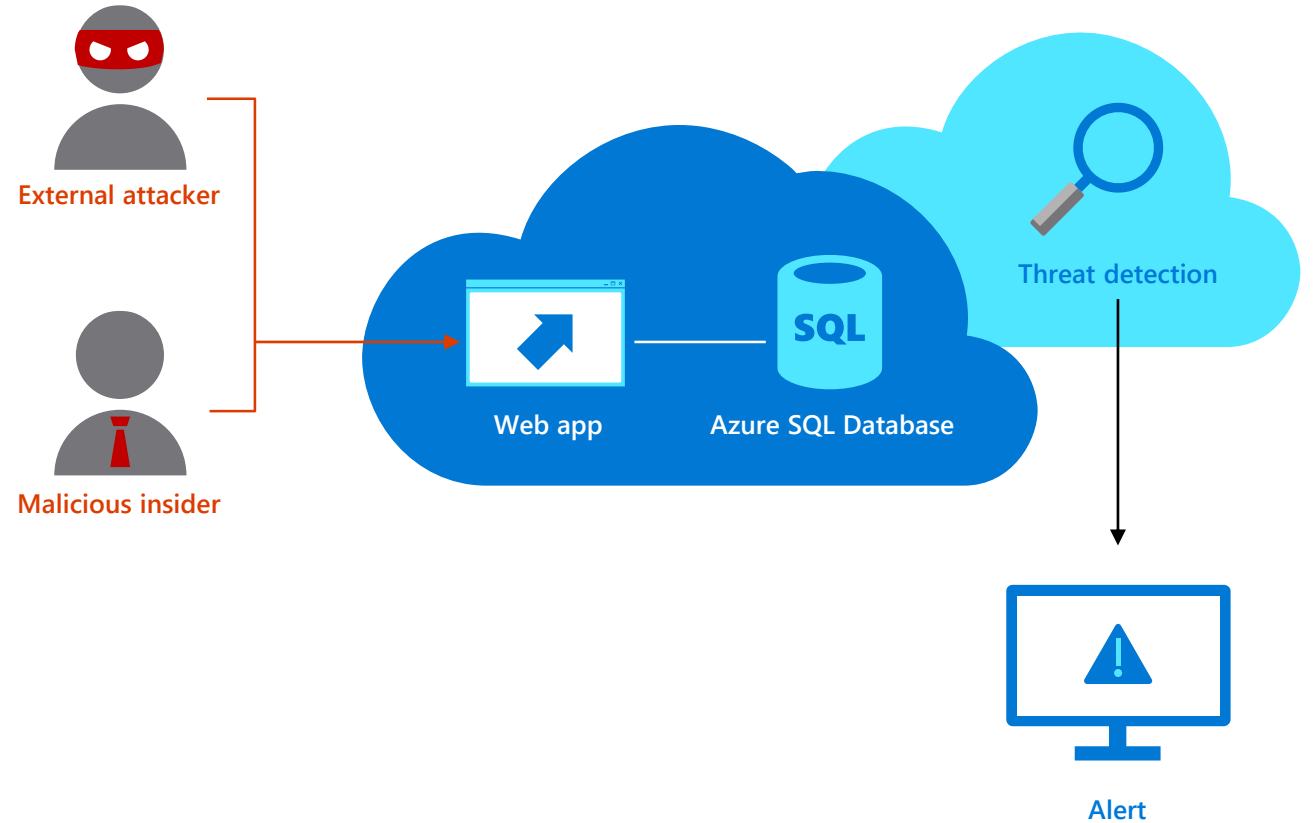 External attacker
Threat detection
SQL
Web app
Azure SQL Database
Malicious insider
Alert